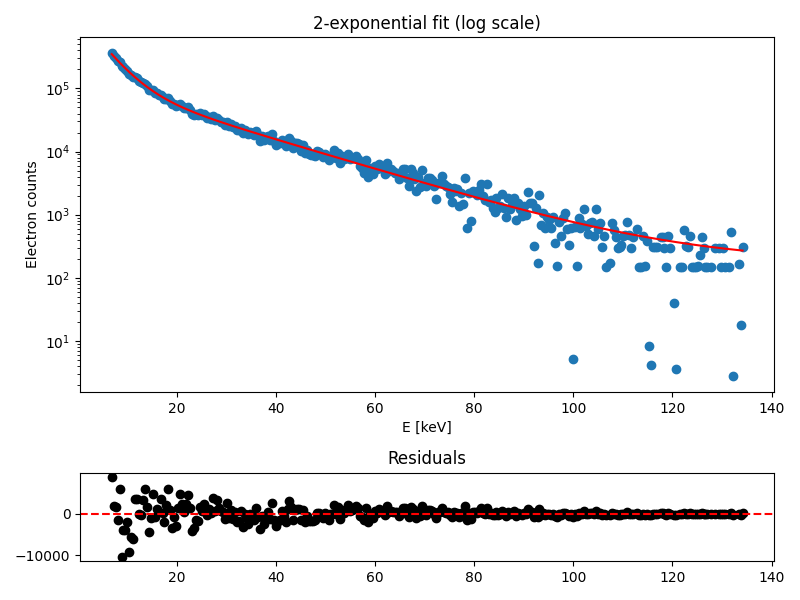 2-exponential fit (log scale)
Electron counts
10^5
10^4
10^3
10^2
10^1
20 40 60 80 100 120 140
E [keV]
Residuals
0
−10000
20 40 60 80 100 120 140